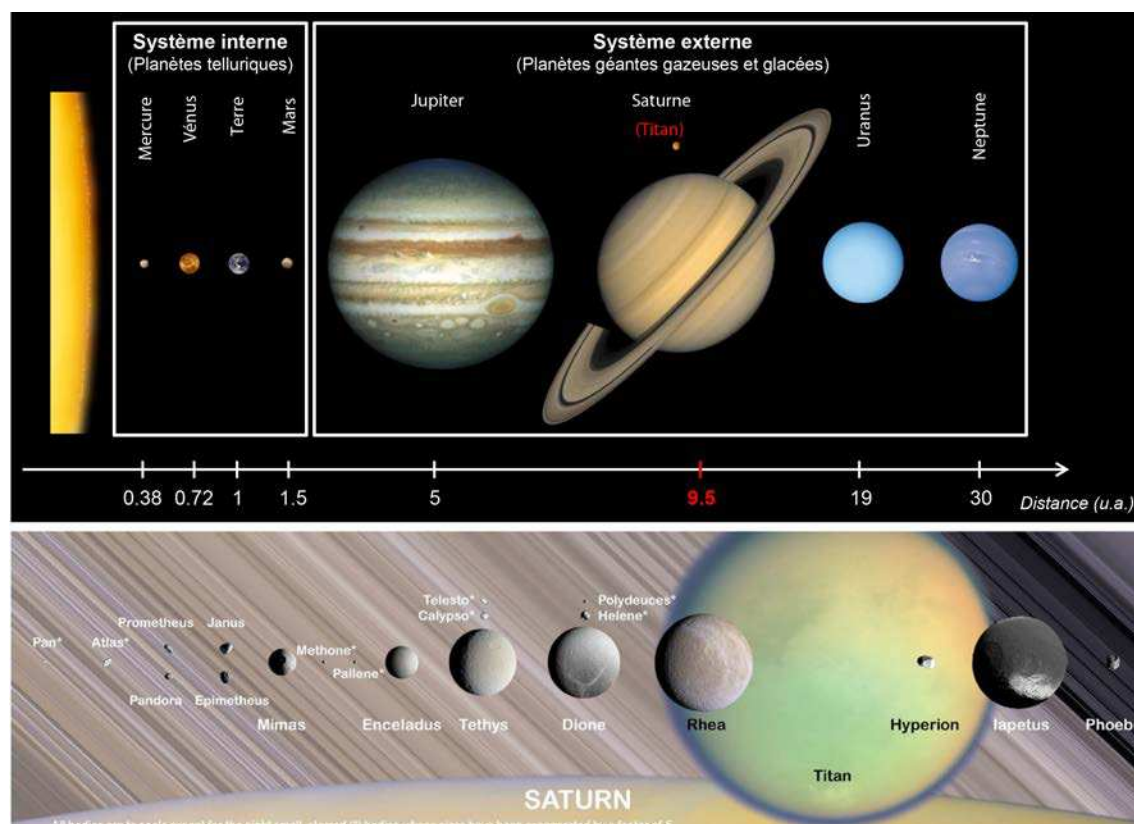 Système interne
(Planètes telluriques)
Système externe
(Planètes géantes gazeuses et glacées)
Mercure
Vénus
Terre
Mars
Jupiter
Saturne
(Titan)
Uranus
Neptune
0.38 0.72 1 1.5 5 9.5 19 30 Distance (u.a.)
Telesto* Polydeuces*
Calypso* Helene*
Prometheus Janus
Pan* Atlas* Methone*
Pallene*
Pandora Epimetheus
Mimas Enceladus Tethys Dione Rhea Hyperion Iapetus Phoeb
Titan
SATURN